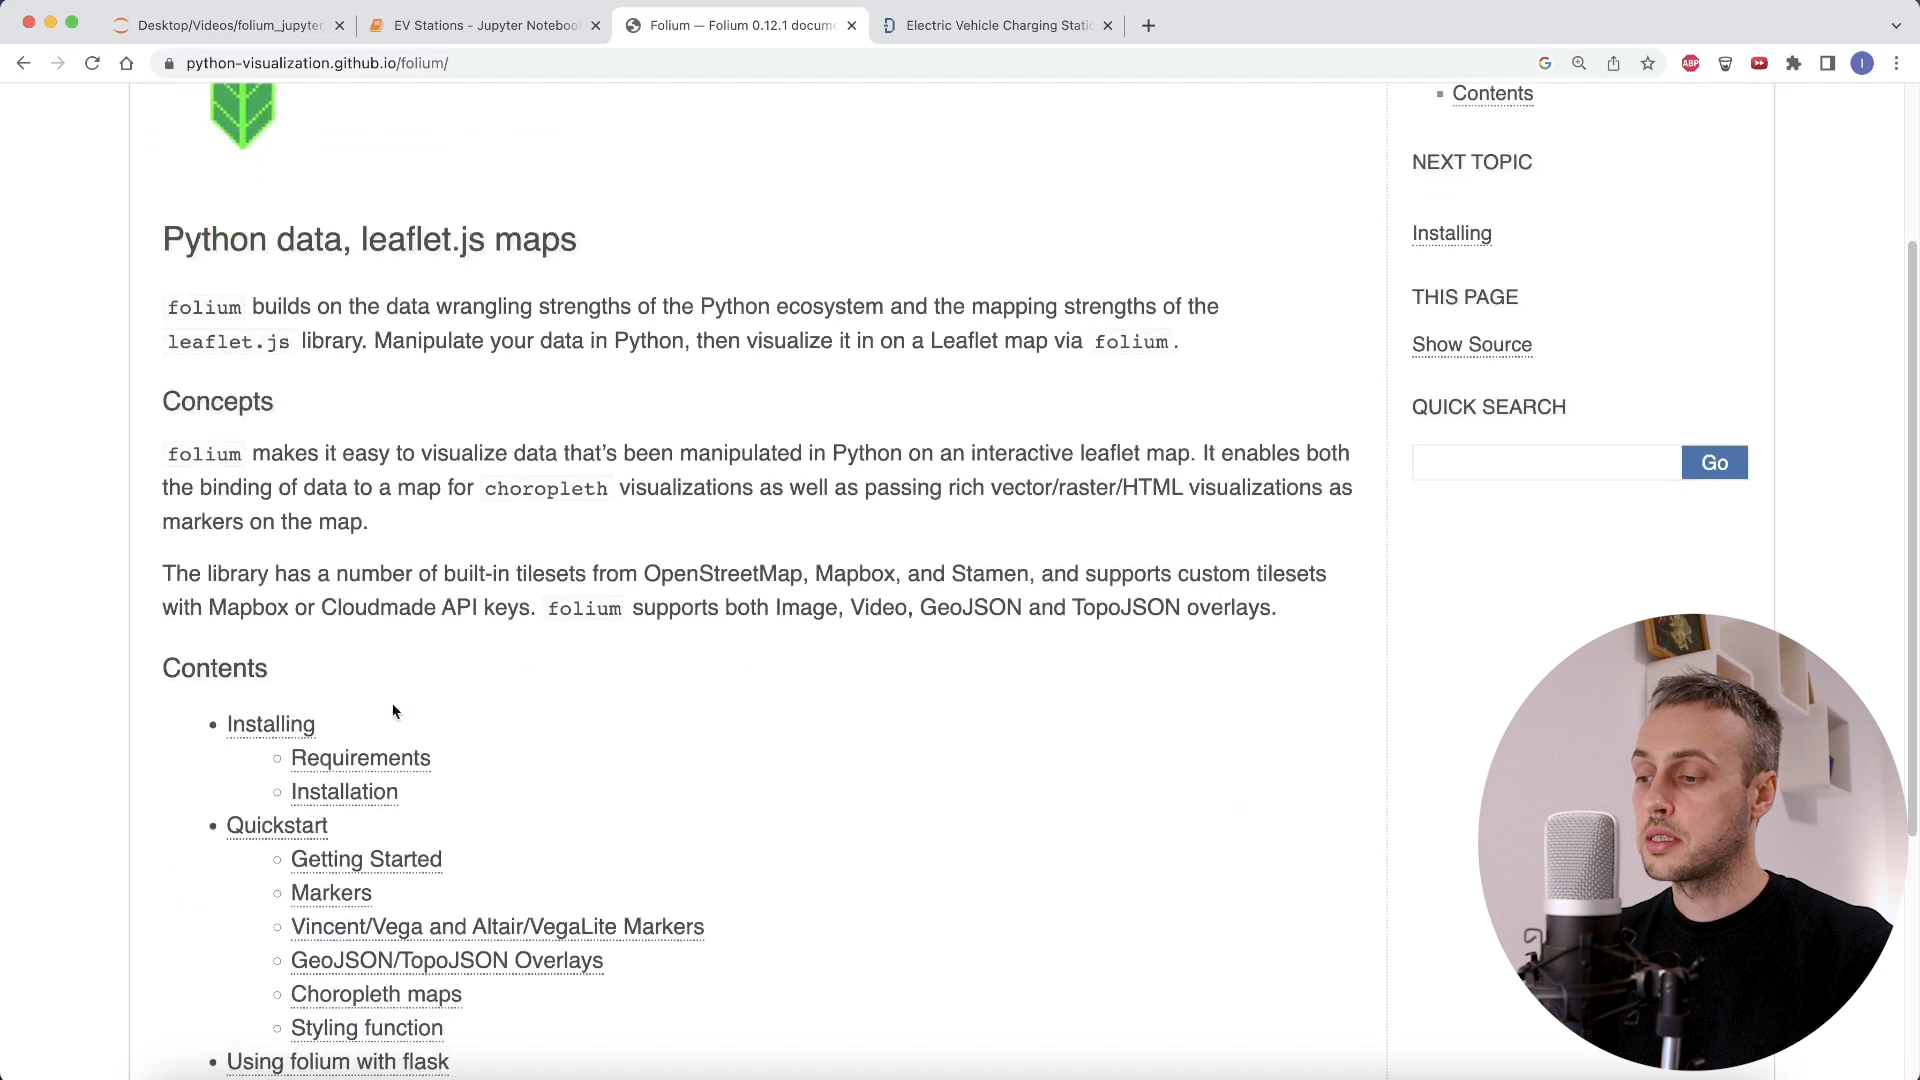 Desktop/Videos/folium_jupyter
EV Stations - Jupyter Noteboo
Folium — Folium 0.12.1 docume
Electric Vehicle Charging Stati
python-visualization.github.io/folium/
ABP
I
Python data, leaflet.js maps
folium builds on the data wrangling strengths of the Python ecosystem and the mapping strengths of the
leaflet.js library. Manipulate your data in Python, then visualize it in on a Leaflet map via folium.
Concepts
folium makes it easy to visualize data that's been manipulated in Python on an interactive leaflet map. It enables both
the binding of data to a map for choropleth visualizations as well as passing rich vector/raster/HTML visualizations as
markers on the map.
The library has a number of built-in tilesets from OpenStreetMap, Mapbox, and Stamen, and supports custom tilesets
with Mapbox or Cloudmade API keys. folium supports both Image, Video, GeoJSON and TopoJSON overlays.
Contents
• Installing
○ Requirements
○ Installation
• Quickstart
○ Getting Started
○ Markers
○ Vincent/Vega and Altair/VegaLite Markers
○ GeoJSON/TopoJSON Overlays
○ Choropleth maps
○ Styling function
• Using folium with flask
▪ Contents
NEXT TOPIC
Installing
THIS PAGE
Show Source
QUICK SEARCH
Go